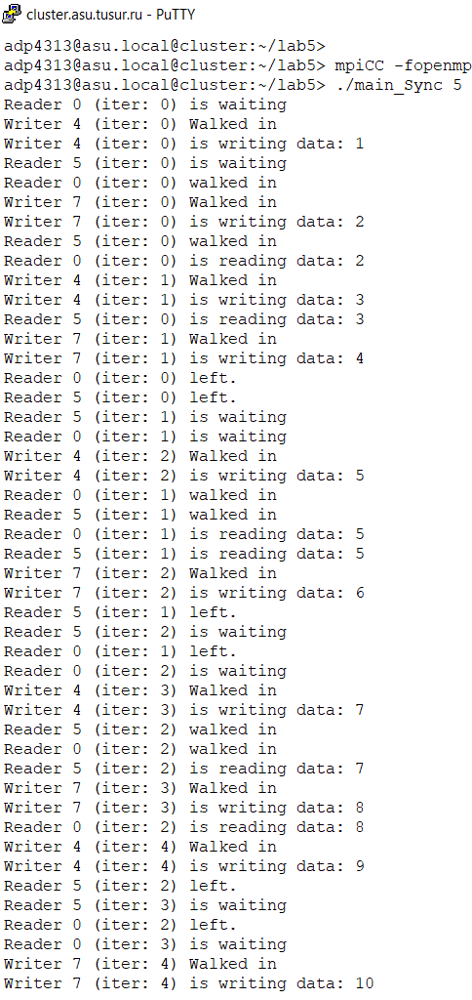 cluster.asu.tusur.ru - PuTTY
adp4313@asu.local@cluster:~/lab5>
adp4313@asu.local@cluster:~/lab5> mpiCC -fopenmp
adp4313@asu.local@cluster:~/lab5> ./main_Sync 5
Reader 0 (iter: 0) is waiting
Writer 4 (iter: 0) Walked in
Writer 4 (iter: 0) is writing data: 1
Reader 5 (iter: 0) is waiting
Reader 0 (iter: 0) walked in
Writer 7 (iter: 0) Walked in
Writer 7 (iter: 0) is writing data: 2
Reader 5 (iter: 0) walked in
Reader 0 (iter: 0) is reading data: 2
Writer 4 (iter: 1) Walked in
Writer 4 (iter: 1) is writing data: 3
Reader 5 (iter: 0) is reading data: 3
Writer 7 (iter: 1) Walked in
Writer 7 (iter: 1) is writing data: 4
Reader 0 (iter: 0) left.
Reader 5 (iter: 0) left.
Reader 5 (iter: 1) is waiting
Reader 0 (iter: 1) is waiting
Writer 4 (iter: 2) Walked in
Writer 4 (iter: 2) is writing data: 5
Reader 0 (iter: 1) walked in
Reader 5 (iter: 1) walked in
Reader 0 (iter: 1) is reading data: 5
Reader 5 (iter: 1) is reading data: 5
Writer 7 (iter: 2) Walked in
Writer 7 (iter: 2) is writing data: 6
Reader 5 (iter: 1) left.
Reader 5 (iter: 2) is waiting
Reader 0 (iter: 1) left.
Reader 0 (iter: 2) is waiting
Writer 4 (iter: 3) Walked in
Writer 4 (iter: 3) is writing data: 7
Reader 5 (iter: 2) walked in
Reader 0 (iter: 2) walked in
Reader 5 (iter: 2) is reading data: 7
Writer 7 (iter: 3) Walked in
Writer 7 (iter: 3) is writing data: 8
Reader 0 (iter: 2) is reading data: 8
Writer 4 (iter: 4) Walked in
Writer 4 (iter: 4) is writing data: 9
Reader 5 (iter: 2) left.
Reader 5 (iter: 3) is waiting
Reader 0 (iter: 2) left.
Reader 0 (iter: 3) is waiting
Writer 7 (iter: 4) Walked in
Writer 7 (iter: 4) is writing data: 10